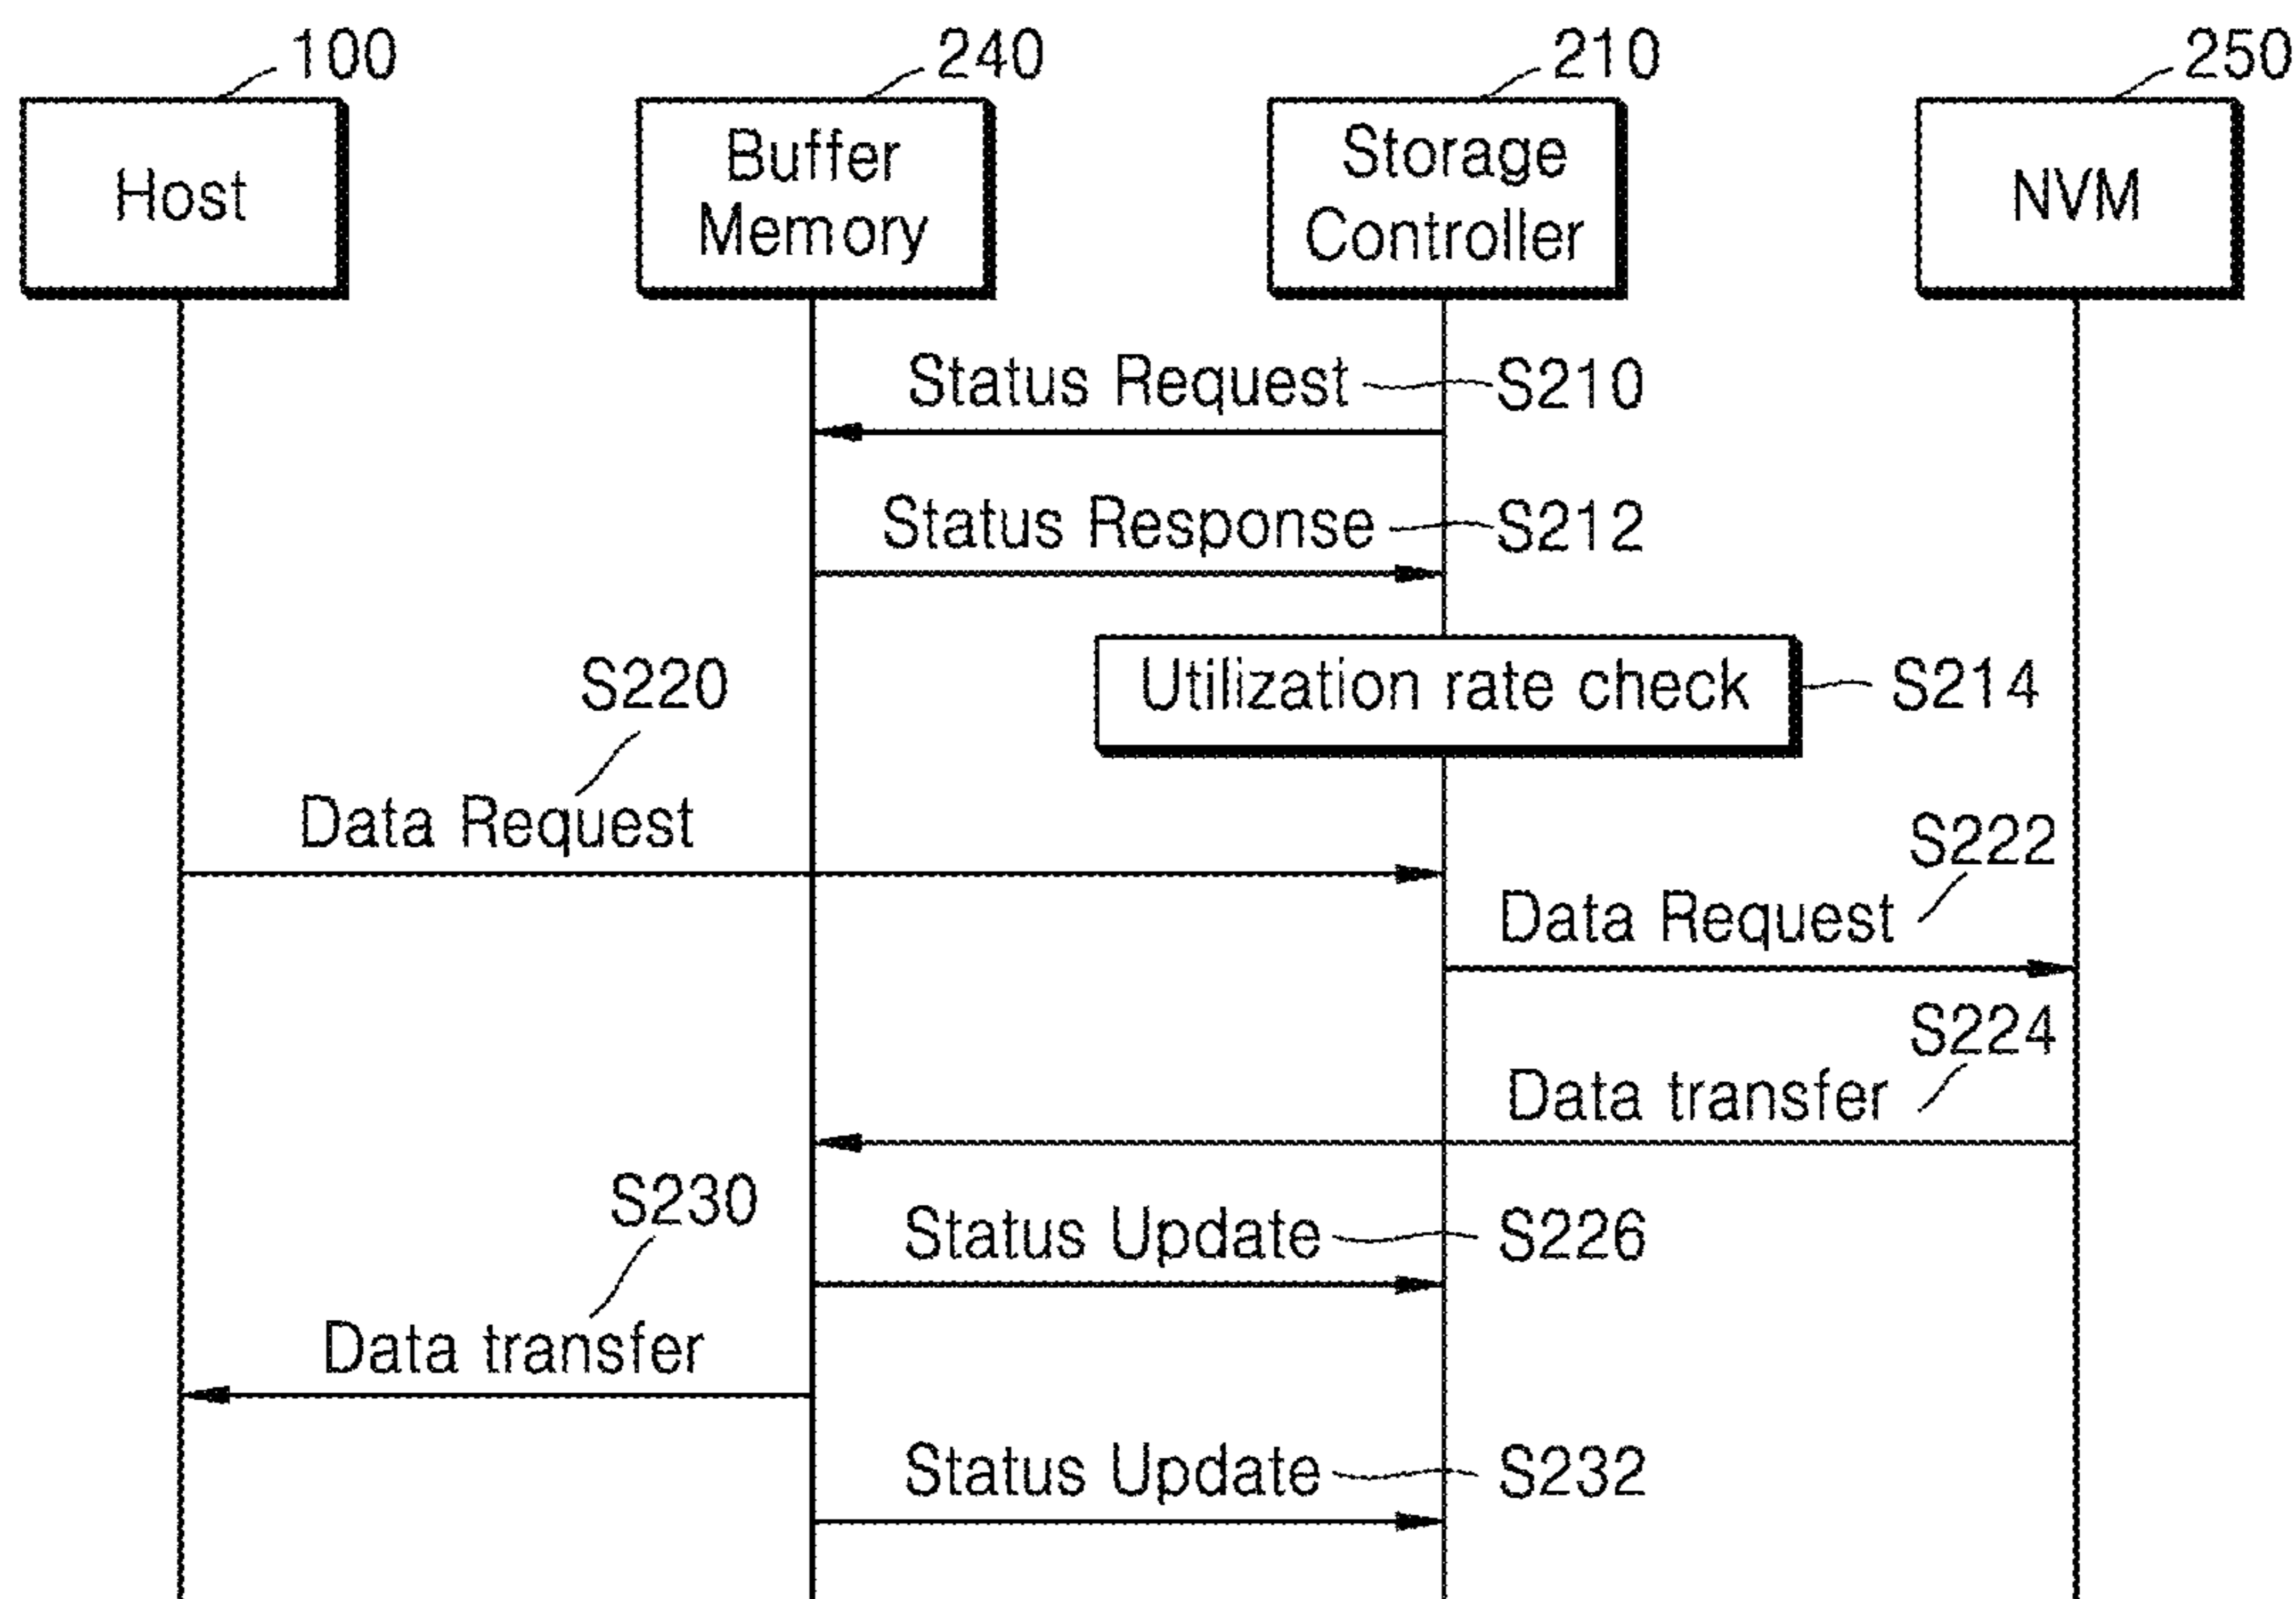 100
240
210
250
Host
Buffer
Memory
Storage
Controller
NVM
Status Request
S210
Status Response
S212
Utilization rate check
S214
S220
Data Request
S222
Data Request
S224
Data transfer
S230
Status Update
S226
Data transfer
Status Update
S232